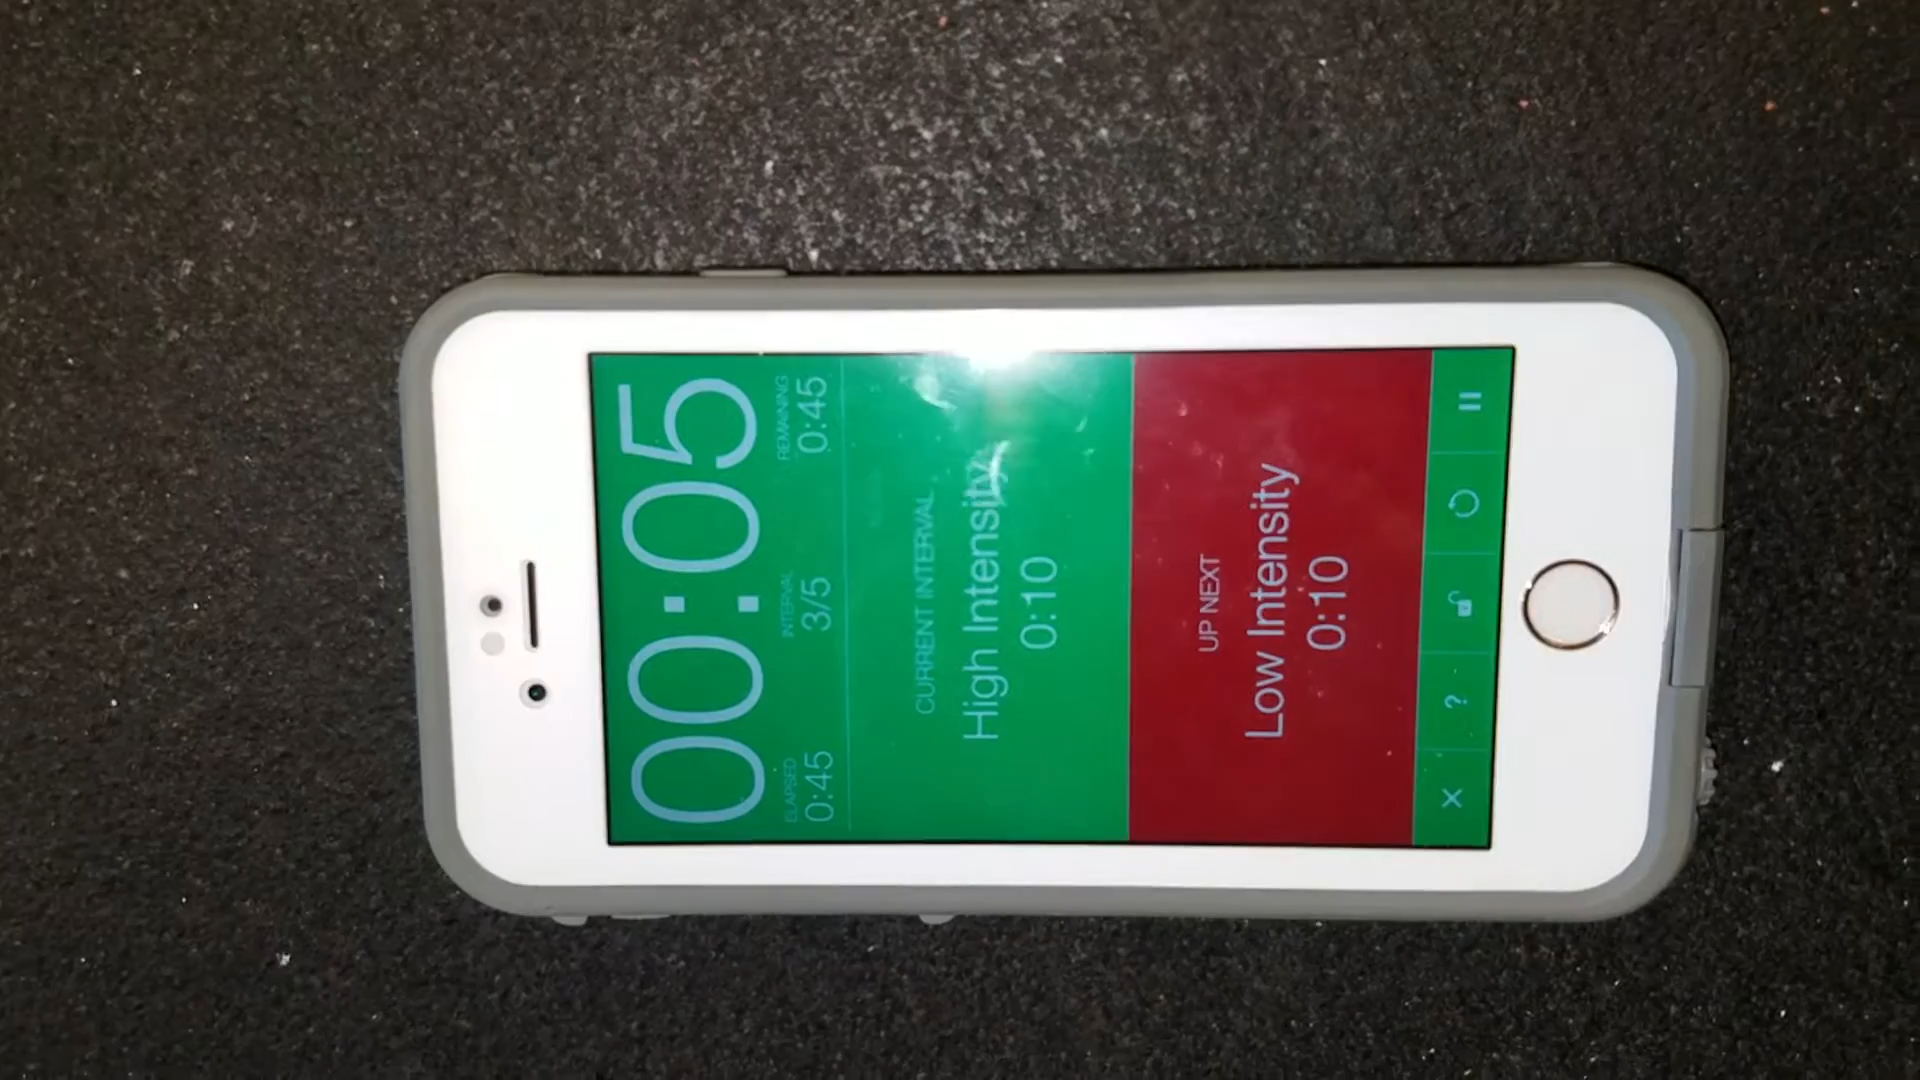 00:05
ELAPSED INTERVAL REMAINING
0:45 3/5 0:45
CURRENT INTERVAL
High Intensity
0:10
UP NEXT
Low Intensity
0:10
?